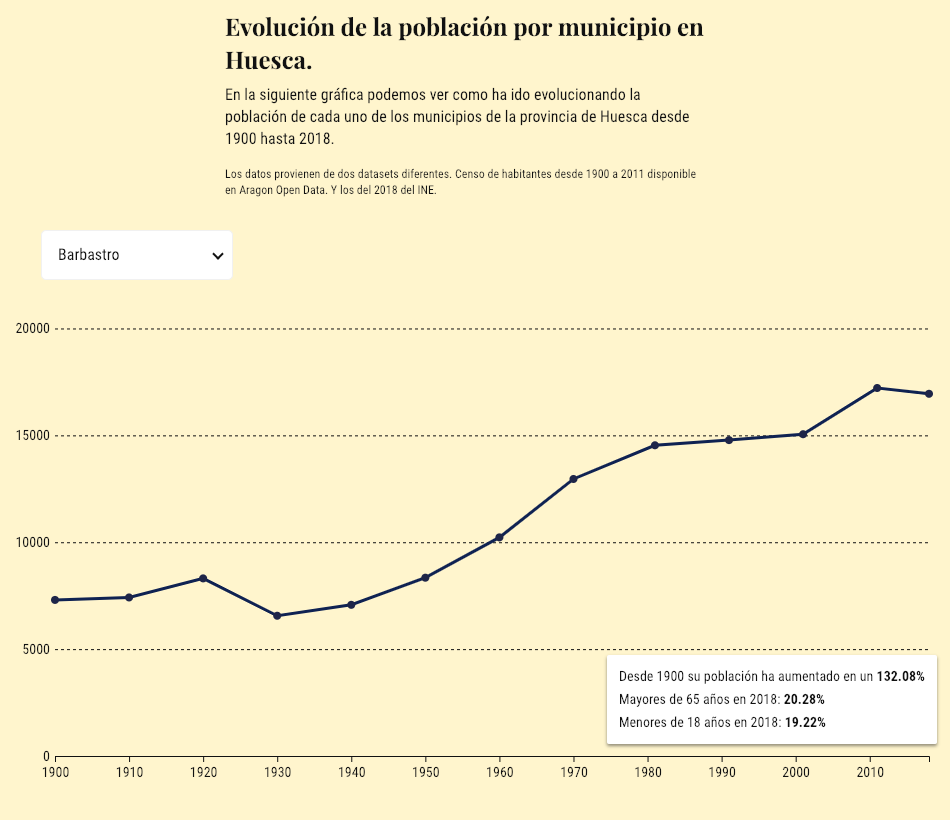 Evolución de la población por municipio en
Huesca.
En la siguiente gráfica podemos ver como ha ido evolucionando la
población de cada uno de los municipios de la provincia de Huesca desde
1900 hasta 2018.
Los datos provienen de dos datasets diferentes. Censo de habitantes desde 1900 a 2011 disponible
en Aragon Open Data. Y los del 2018 del INE.
Barbastro
20000
15000
10000
5000
0
Desde 1900 su población ha aumentado en un 132.08%
Mayores de 65 años en 2018: 20.28%
Menores de 18 años en 2018: 19.22%
1900 1910 1920 1930 1940 1950 1960 1970 1980 1990 2000 2010